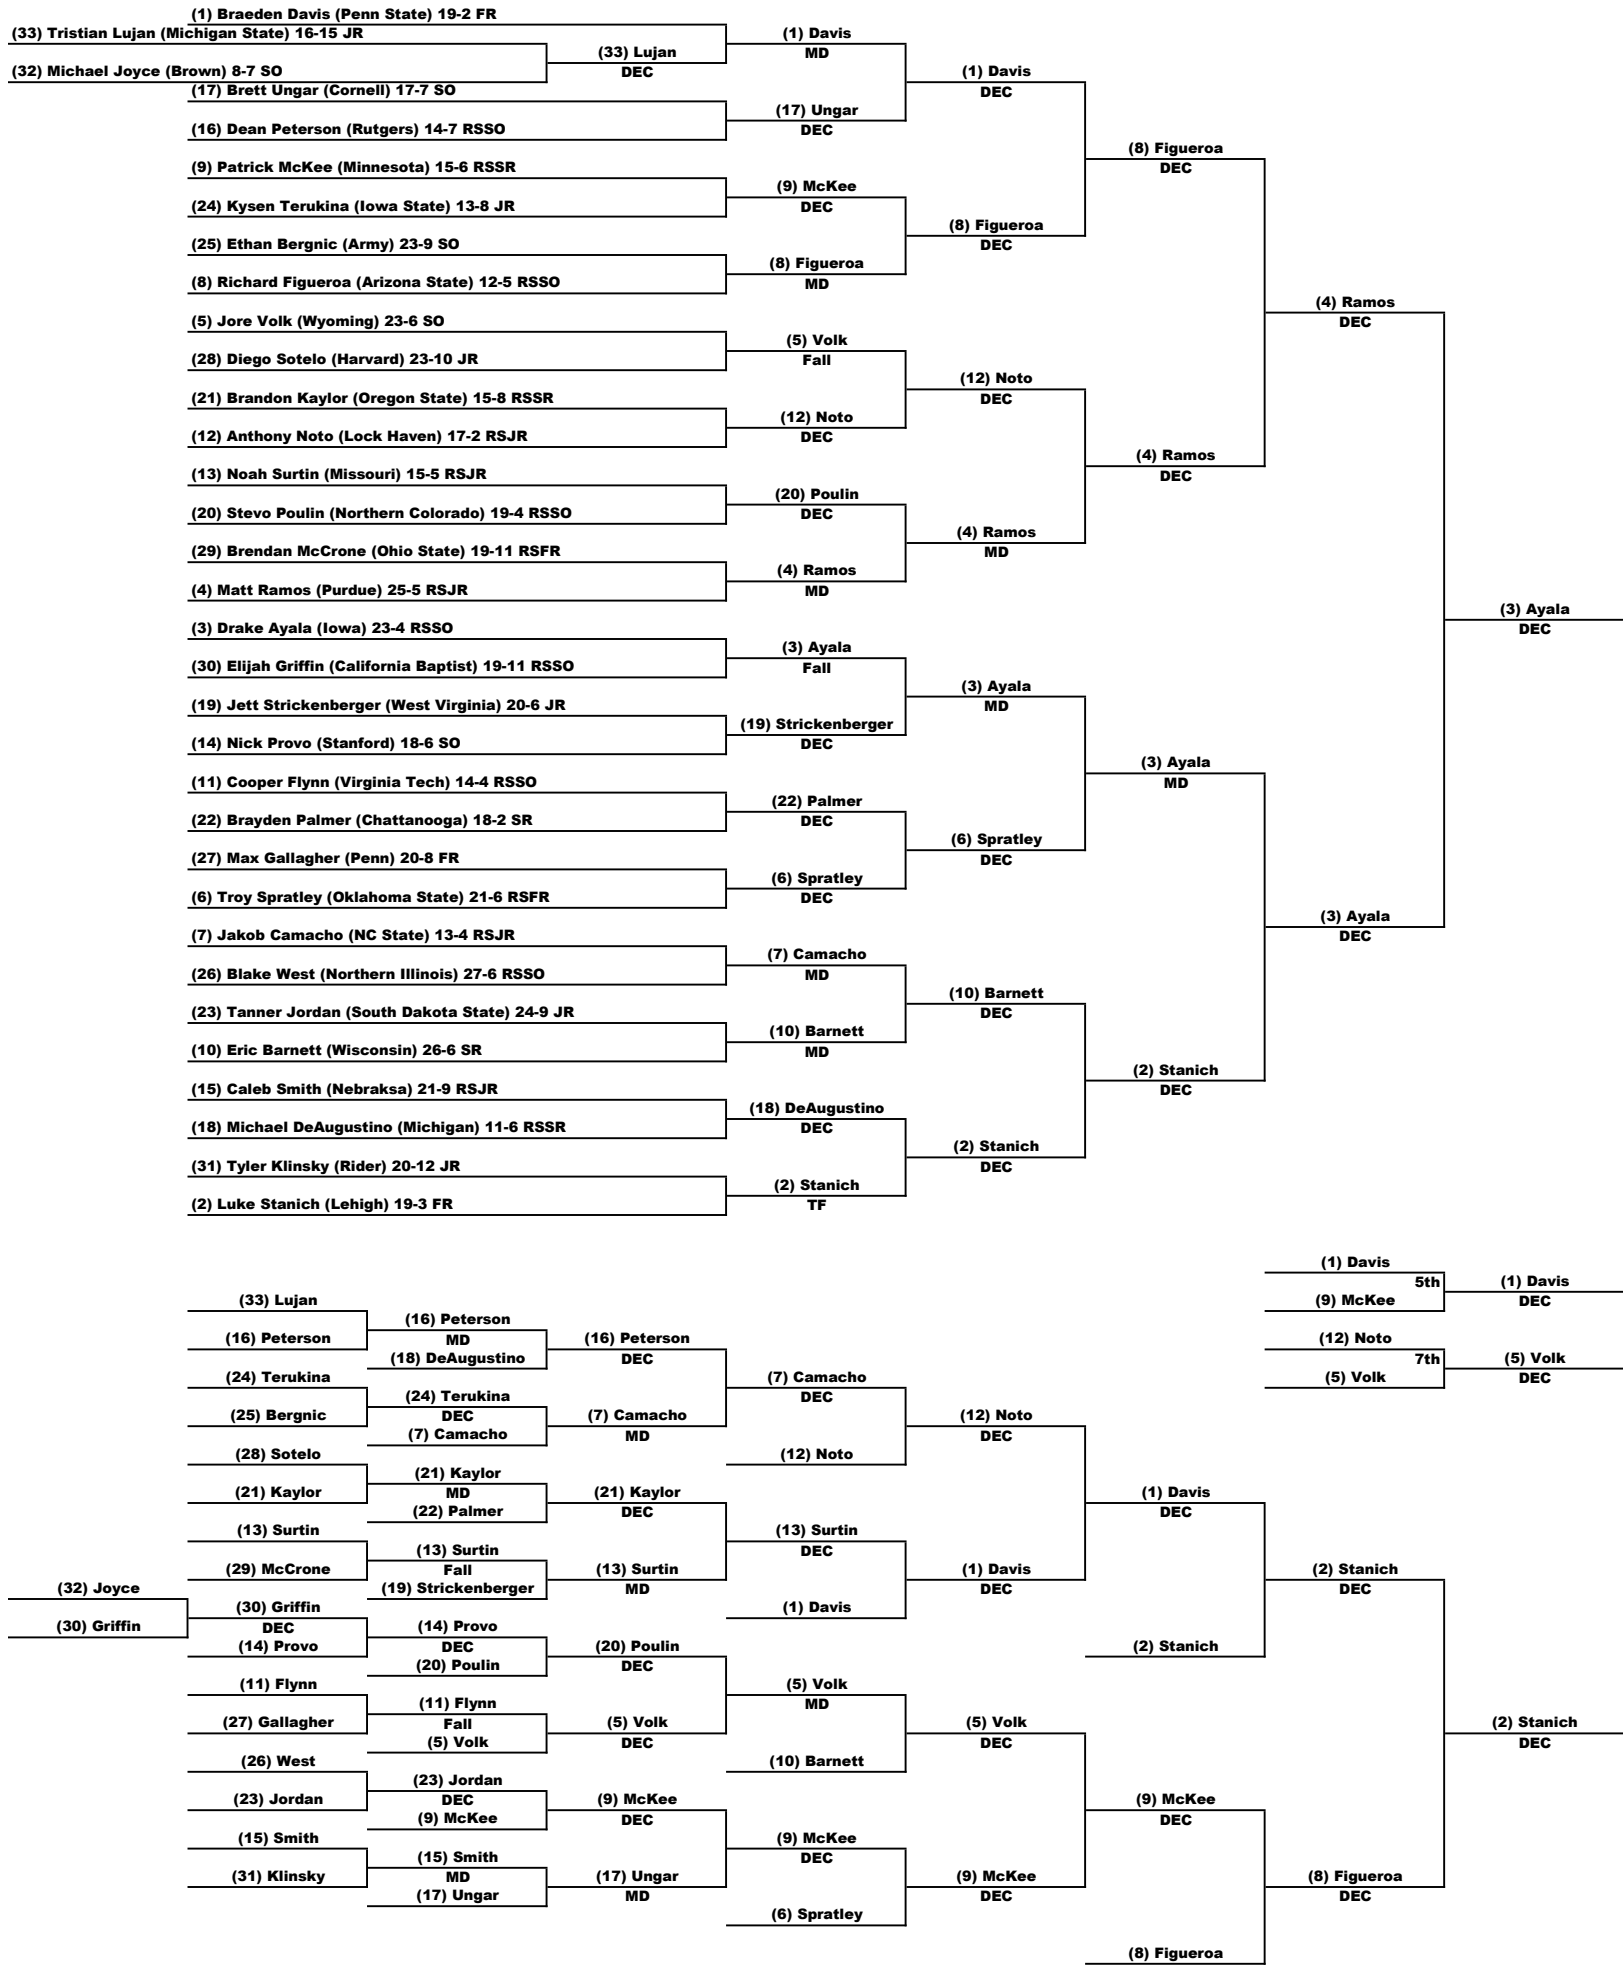 (1) Braeden Davis (Penn State) 19-2 FR
(33) Tristian Lujan (Michigan State) 16-15 JR
(1) Davis
(33) Lujan
MD
(32) Michael Joyce (Brown) 8-7 SO
DEC
(1) Davis
(17) Brett Ungar (Cornell) 17-7 SO
DEC
(17) Ungar
(16) Dean Peterson (Rutgers) 14-7 RSSO
DEC
(8) Figueroa
(9) Patrick McKee (Minnesota) 15-6 RSSR
DEC
(9) McKee
(24) Kysen Terukina (Iowa State) 13-8 JR
DEC
(8) Figueroa
(25) Ethan Bergnic (Army) 23-9 SO
DEC
(8) Figueroa
(8) Richard Figueroa (Arizona State) 12-5 RSSO
MD
(4) Ramos
(5) Jore Volk (Wyoming) 23-6 SO
DEC
(5) Volk
(28) Diego Sotelo (Harvard) 23-10 JR
Fall
(12) Noto
(21) Brandon Kaylor (Oregon State) 15-8 RSSR
DEC
(12) Noto
(12) Anthony Noto (Lock Haven) 17-2 RSJR
DEC
(4) Ramos
(13) Noah Surtin (Missouri) 15-5 RSJR
DEC
(20) Poulin
(20) Stevo Poulin (Northern Colorado) 19-4 RSSO
DEC
(4) Ramos
(29) Brendan McCrone (Ohio State) 19-11 RSFR
MD
(4) Ramos
(4) Matt Ramos (Purdue) 25-5 RSJR
MD
(3) Ayala
(3) Drake Ayala (Iowa) 23-4 RSSO
DEC
(3) Ayala
(30) Elijah Griffin (California Baptist) 19-11 RSSO
Fall
(3) Ayala
(19) Jett Strickenberger (West Virginia) 20-6 JR
MD
(19) Strickenberger
(14) Nick Provo (Stanford) 18-6 SO
DEC
(3) Ayala
(11) Cooper Flynn (Virginia Tech) 14-4 RSSO
MD
(22) Palmer
(22) Brayden Palmer (Chattanooga) 18-2 SR
DEC
(6) Spratley
(27) Max Gallagher (Penn) 20-8 FR
DEC
(6) Spratley
(6) Troy Spratley (Oklahoma State) 21-6 RSFR
DEC
(3) Ayala
(7) Jakob Camacho (NC State) 13-4 RSJR
DEC
(7) Camacho
(26) Blake West (Northern Illinois) 27-6 RSSO
MD
(10) Barnett
(23) Tanner Jordan (South Dakota State) 24-9 JR
DEC
(10) Barnett
(10) Eric Barnett (Wisconsin) 26-6 SR
MD
(2) Stanich
(15) Caleb Smith (Nebraksa) 21-9 RSJR
DEC
(18) DeAugustino
(18) Michael DeAugustino (Michigan) 11-6 RSSR
DEC
(2) Stanich
(31) Tyler Klinsky (Rider) 20-12 JR
DEC
(2) Stanich
(2) Luke Stanich (Lehigh) 19-3 FR
TF
(1) Davis
5th
(1) Davis
(9) McKee
DEC
(12) Noto
7th
(5) Volk
(5) Volk
DEC
(33) Lujan
(16) Peterson
(16) Peterson
MD
(16) Peterson
(18) DeAugustino
DEC
(24) Terukina
(7) Camacho
(24) Terukina
DEC
(25) Bergnic
DEC
(7) Camacho
(12) Noto
(7) Camacho
MD
DEC
(28) Sotelo
(12) Noto
(21) Kaylor
(21) Kaylor
MD
(21) Kaylor
(1) Davis
(22) Palmer
DEC
DEC
(13) Surtin
(13) Surtin
(13) Surtin
DEC
(29) McCrone
Fall
(13) Surtin
(1) Davis
(2) Stanich
(32) Joyce
(19) Strickenberger
MD
DEC
DEC
(30) Griffin
(1) Davis
(30) Griffin
DEC
(14) Provo
(14) Provo
DEC
(20) Poulin
(2) Stanich
(20) Poulin
DEC
(11) Flynn
(5) Volk
(11) Flynn
MD
(27) Gallagher
Fall
(5) Volk
(5) Volk
(2) Stanich
(5) Volk
DEC
DEC
DEC
(26) West
(10) Barnett
(23) Jordan
(23) Jordan
DEC
(9) McKee
(9) McKee
(9) McKee
DEC
DEC
(15) Smith
(9) McKee
(15) Smith
DEC
(31) Klinsky
MD
(17) Ungar
(9) McKee
(8) Figueroa
(17) Ungar
MD
DEC
DEC
(6) Spratley
(8) Figueroa